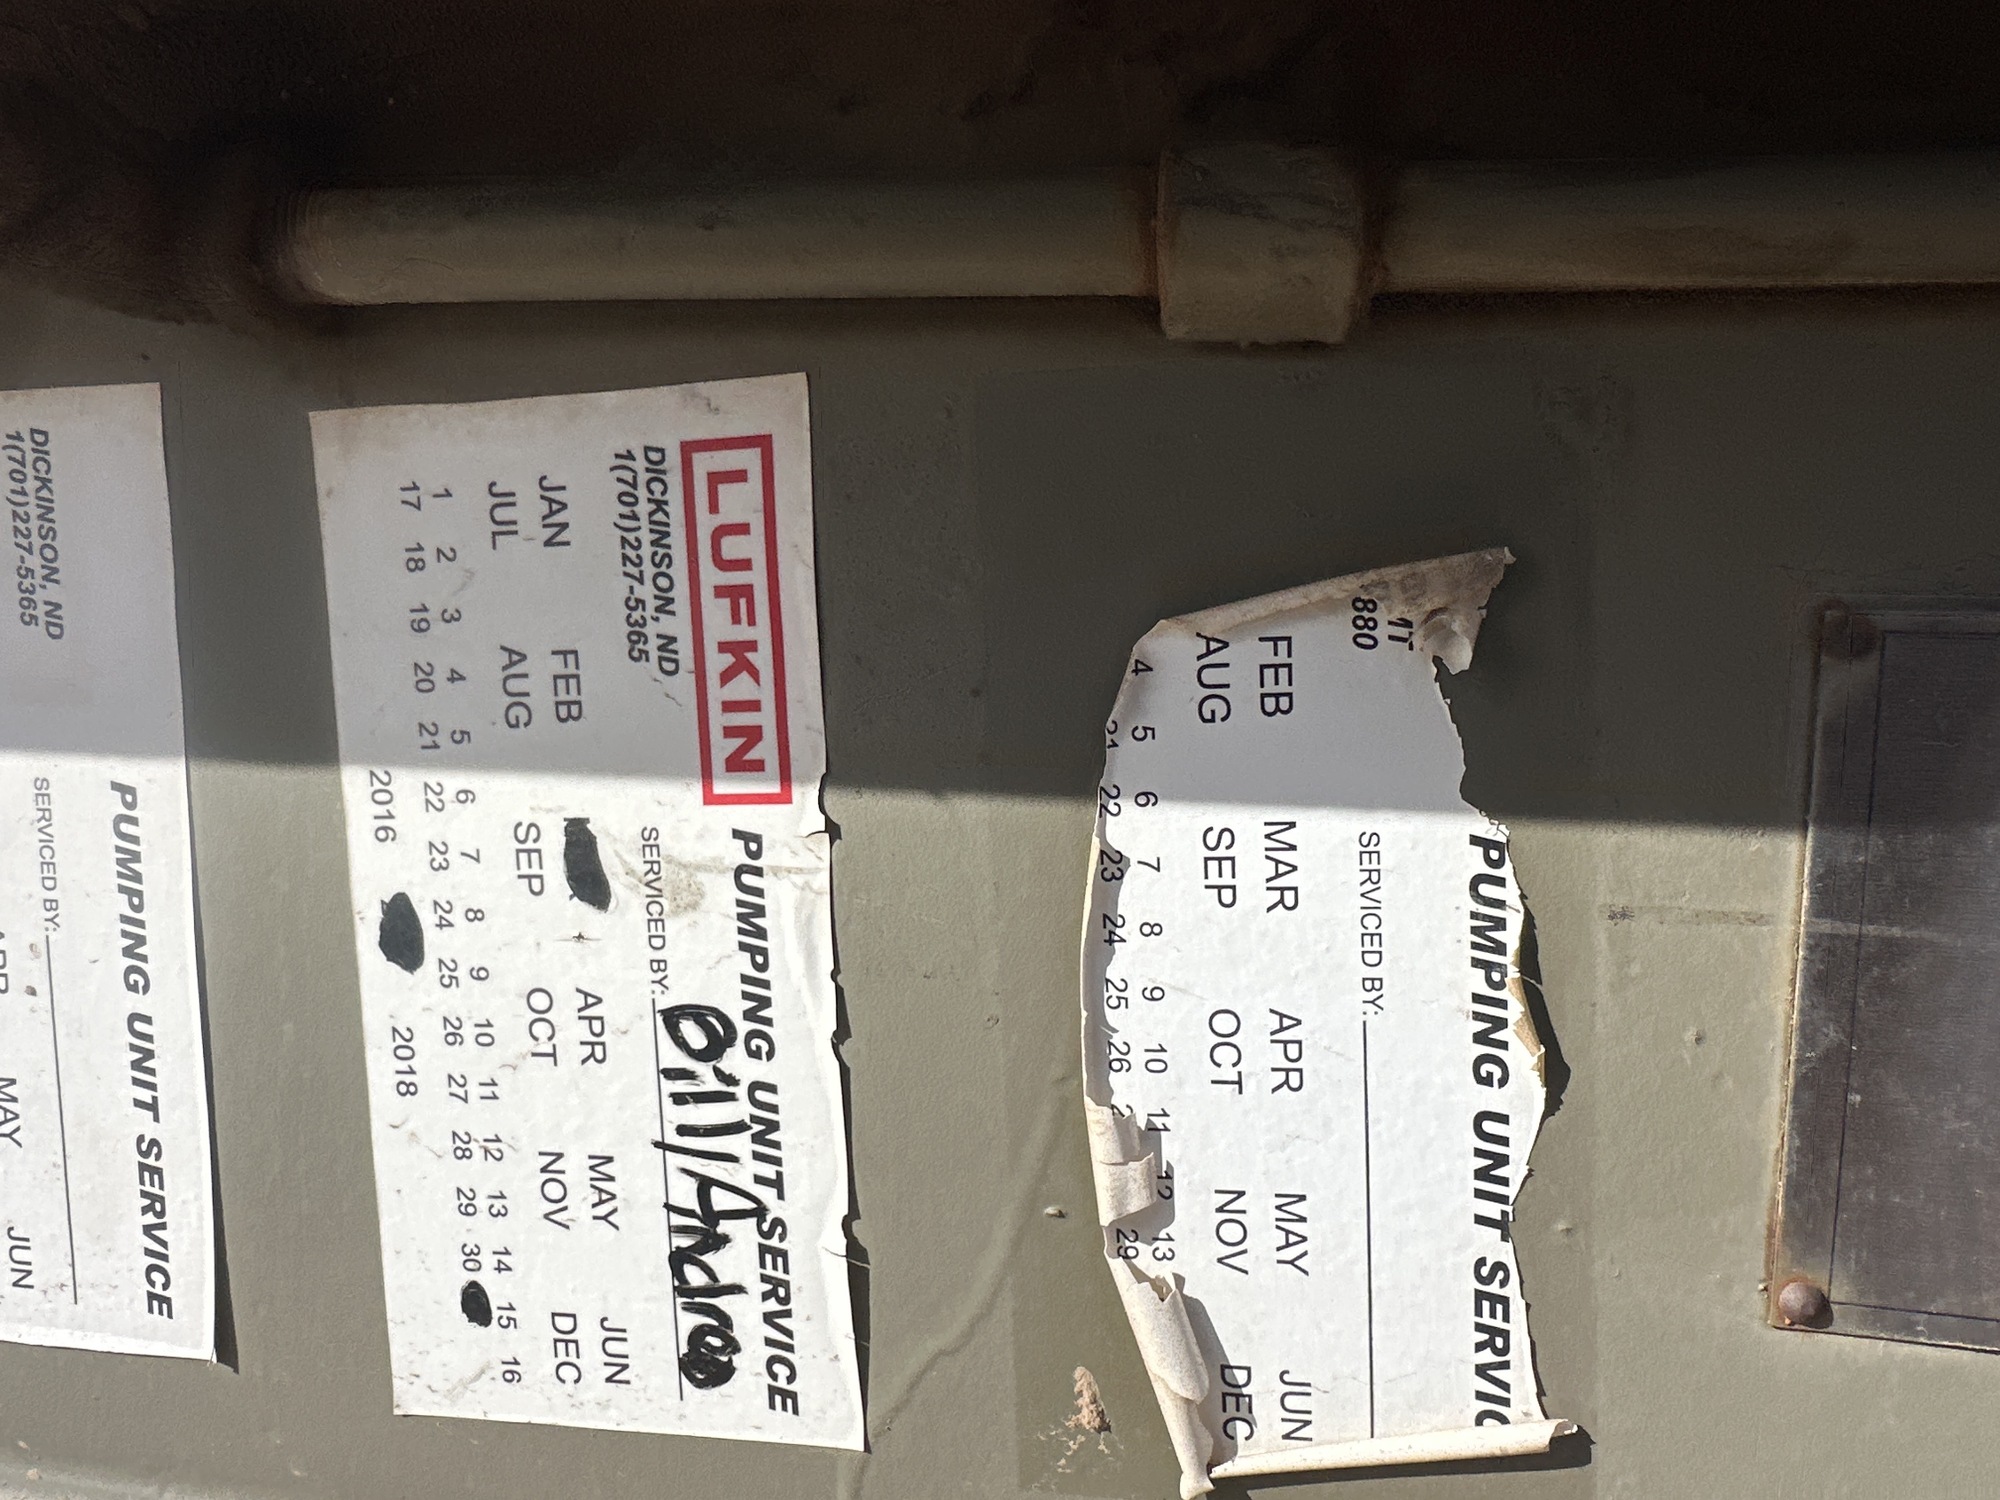 PUMPING UNIT SERVIC
880
SERVICED BY:
FEB MAR APR MAY JUN
AUG SEP OCT NOV DEC
4 5 6 7 8 9 10 11 12 13
21 22 23 24 25 26 2 29
LUFKIN
PUMPING UNIT SERVICE
DICKINSON, ND
1(701)227-5365
SERVICED BY:
JAN FEB APR MAY JUN
JUL AUG SEP OCT NOV DEC
1 2 3 4 5 6 7 8 9 10 11 12 13 14 15 16
17 18 19 20 21 22 23 24 25 26 27 28 29 30
2016 2018
PUMPING UNIT SERVICE
DICKINSON, ND
1(701)227-5365
SERVICED BY:
APR MAY JUN